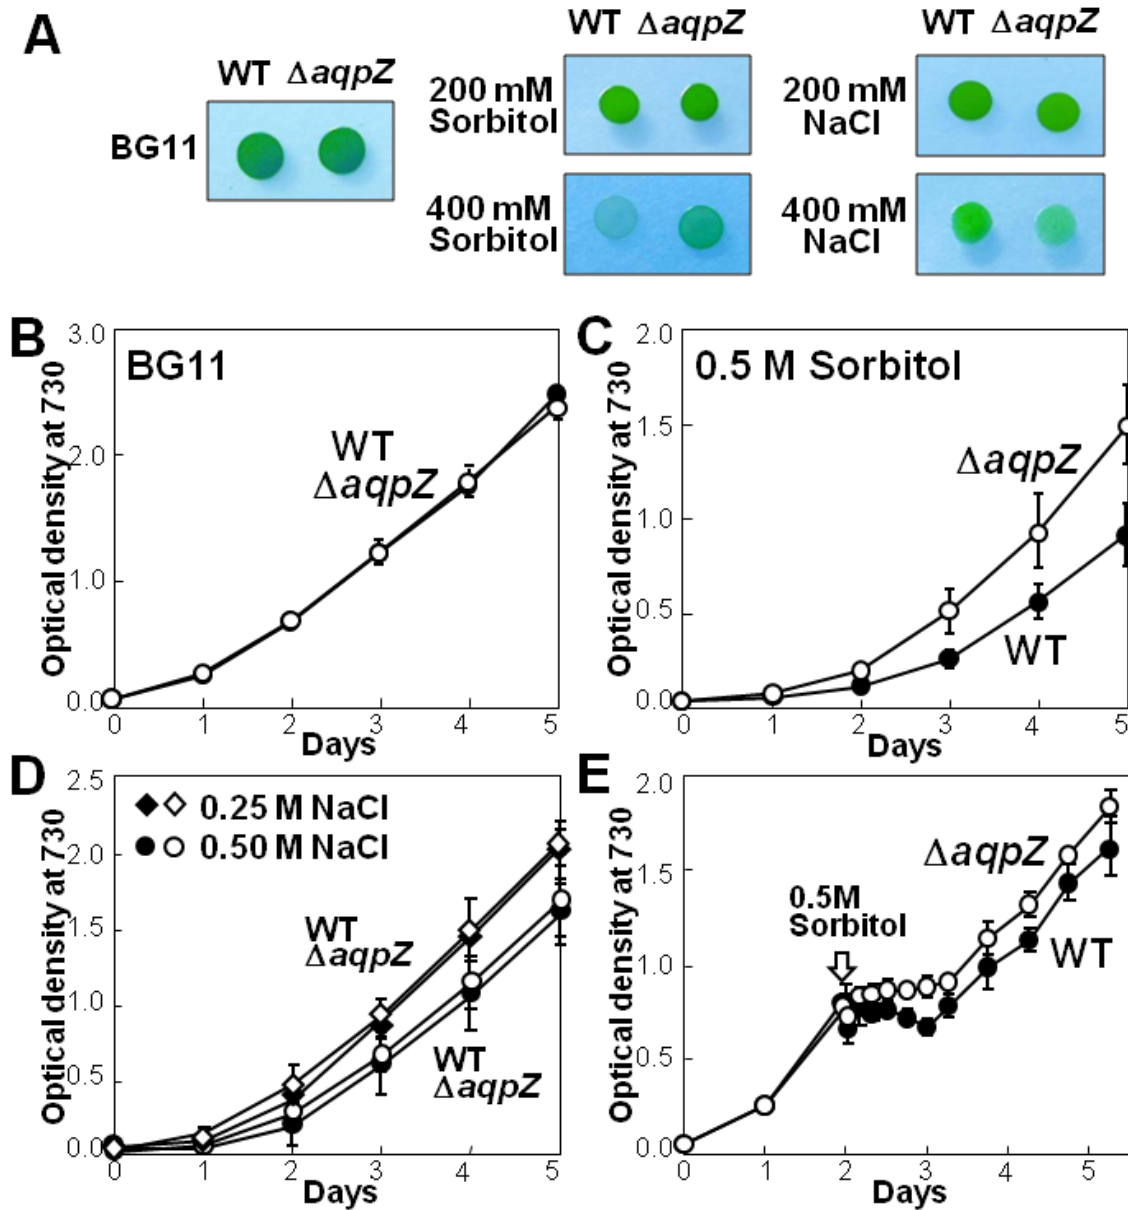 A
WT ΔaqpZ
BG11
WT ΔaqpZ
200 mM
Sorbitol
400 mM
Sorbitol
WT ΔaqpZ
200 mM
NaCl
400 mM
NaCl
B
BG11
Optical density at 730
3.0
2.0
1.0
0.0
WT
ΔaqpZ
0 1 2 3 4 5
Days
C
0.5 M Sorbitol
Optical density at 730
2.0
1.5
1.0
0.5
0.0
ΔaqpZ
WT
0 1 2 3 4 5
Days
D
0.25 M NaCl
0.50 M NaCl
Optical density at 730
2.5
2.0
1.5
1.0
0.5
0.0
WT
ΔaqpZ
WT
ΔaqpZ
0 1 2 3 4 5
Days
E
Optical density at 730
2.0
1.5
1.0
0.5
0.0
0.5M
Sorbitol
ΔaqpZ
WT
0 1 2 3 4 5
Days